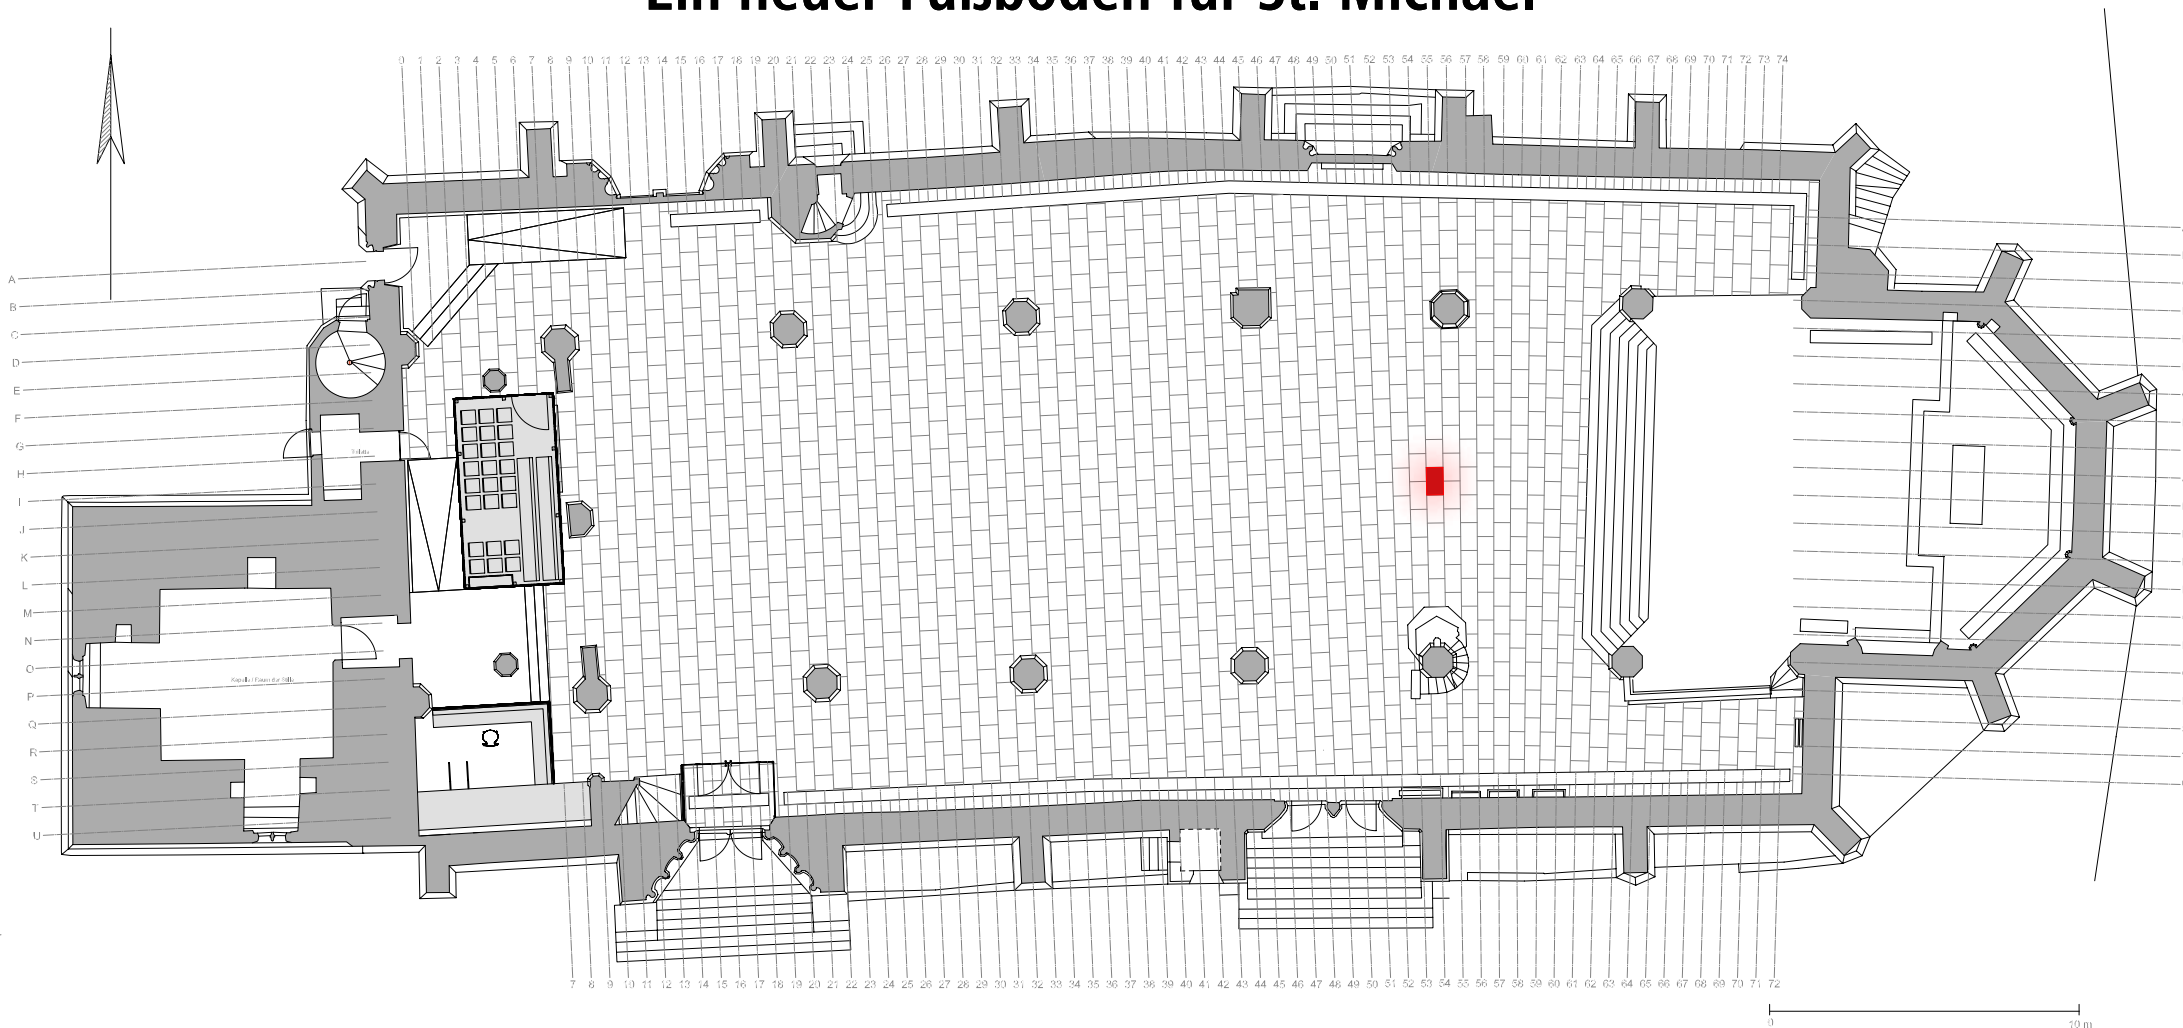 Ein neuer Fußboden für St. Michael
0 1 2 3 4 5 6 7 8 9 10 11 12 13 14 15 16 17 18 19 20 21 22 23 24 25 26 27 28 29 30 31 32 33 34 35 36 37 38 39 40 41 42 43 44 45 46 47 48 49 50 51 52 53 54 55 56 57 58 59 60 61 62 63 64 65 66 67 68 69 70 71 72 73 74
A
B
C
D
E
F
G
H
I
J
K
L
M
N
O
P
Q
R
S
T
U
7 8 9 10 11 12 13 14 15 16 17 18 19 20 21 22 23 24 25 26 27 28 29 30 31 32 33 34 35 36 37 38 39 40 41 42 43 44 45 46 47 48 49 50 51 52 53 54 55 56 57 58 59 60 61 62 63 64 65 66 67 68 69 70 71 72
0 10 m